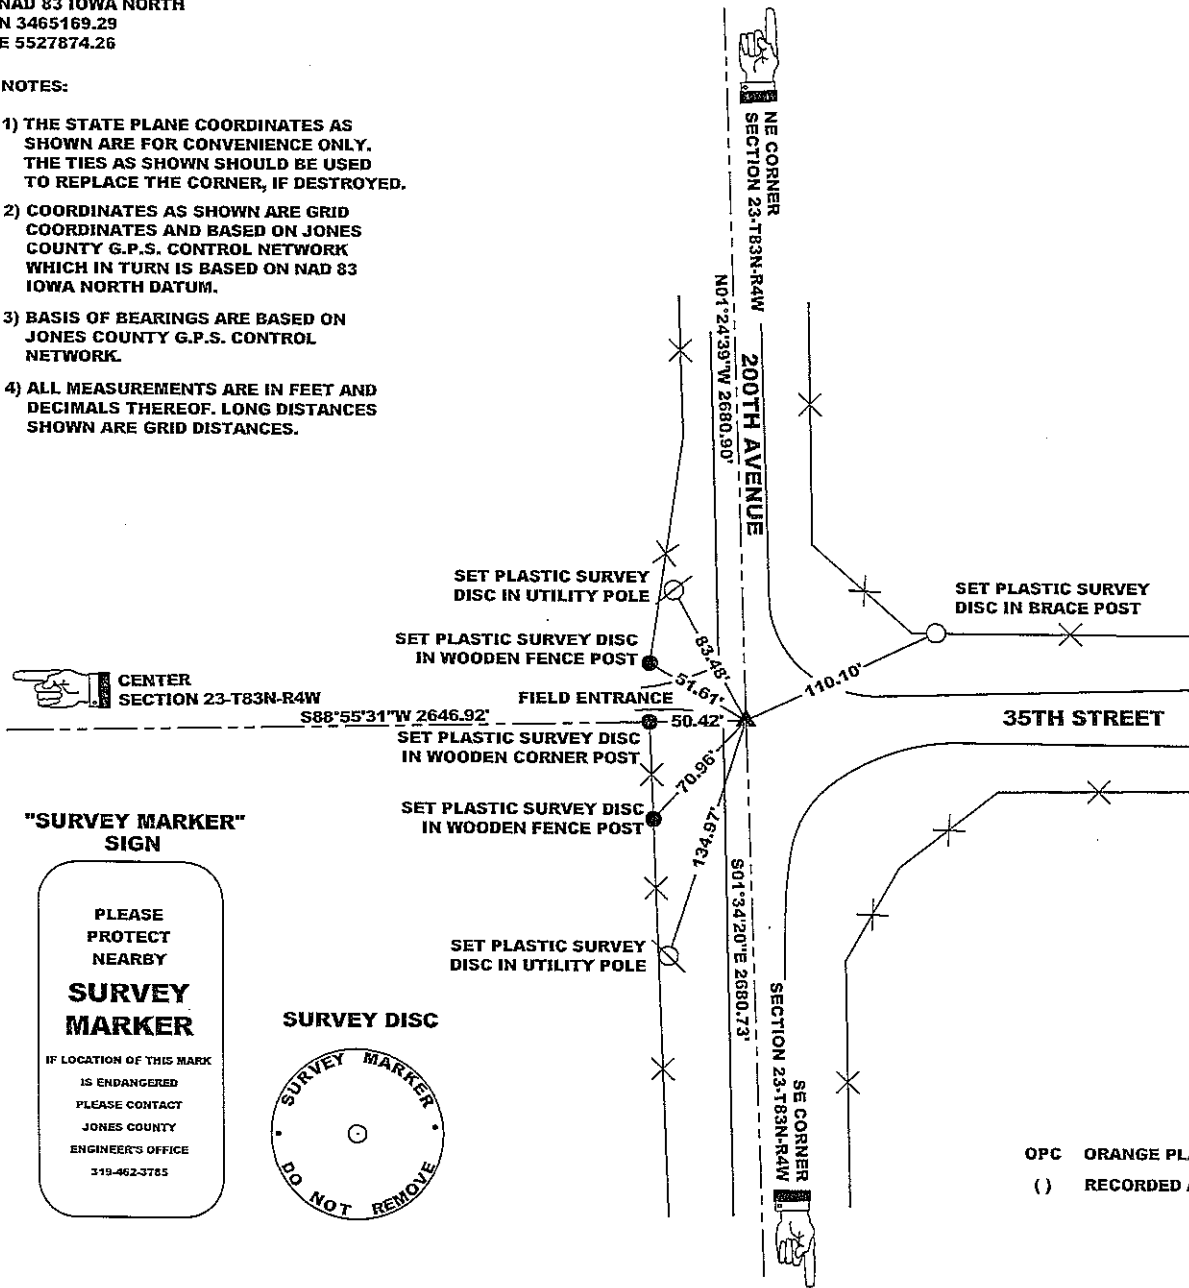 NAD 83 IOWA NORTH
N 3465169.29
E 5527874.26
NOTES:
1) THE STATE PLANE COORDINATES AS
SHOWN ARE FOR CONVENIENCE ONLY.
THE TIES AS SHOWN SHOULD BE USED
TO REPLACE THE CORNER, IF DESTROYED.
2) COORDINATES AS SHOWN ARE GRID
COORDINATES AND BASED ON JONES
COUNTY G.P.S. CONTROL NETWORK
WHICH IN TURN IS BASED ON NAD 83
IOWA NORTH DATUM.
3) BASIS OF BEARINGS ARE BASED ON
JONES COUNTY G.P.S. CONTROL
NETWORK.
4) ALL MEASUREMENTS ARE IN FEET AND
DECIMALS THEREOF. LONG DISTANCES
SHOWN ARE GRID DISTANCES.
NE CORNER
SECTION 23-T83N-R4W
N01°24'39"W 2680.90'
200TH AVENUE
SET PLASTIC SURVEY
DISC IN UTILITY POLE
SET PLASTIC SURVEY
DISC IN BRACE POST
83.48'
SET PLASTIC SURVEY DISC
IN WOODEN FENCE POST
51.61'
110.10'
CENTER
SECTION 23-T83N-R4W
FIELD ENTRANCE
S88°55'31"W 2646.92'
50.42'
35TH STREET
SET PLASTIC SURVEY DISC
IN WOODEN CORNER POST
70.96'
SET PLASTIC SURVEY DISC
IN WOODEN FENCE POST
134.97'
S01°34'20"E 2680.73'
SET PLASTIC SURVEY
DISC IN UTILITY POLE
SE CORNER
SECTION 23-T83N-R4W
"SURVEY MARKER"
SIGN
PLEASE
PROTECT
NEARBY
SURVEY
MARKER
IF LOCATION OF THIS MARK
IS ENDANGERED
PLEASE CONTACT
JONES COUNTY
ENGINEER'S OFFICE
319-462-3785
SURVEY DISC
SURVEY MARKER
• DO NOT REMOVE •
OPC ORANGE
( ) RECORDED